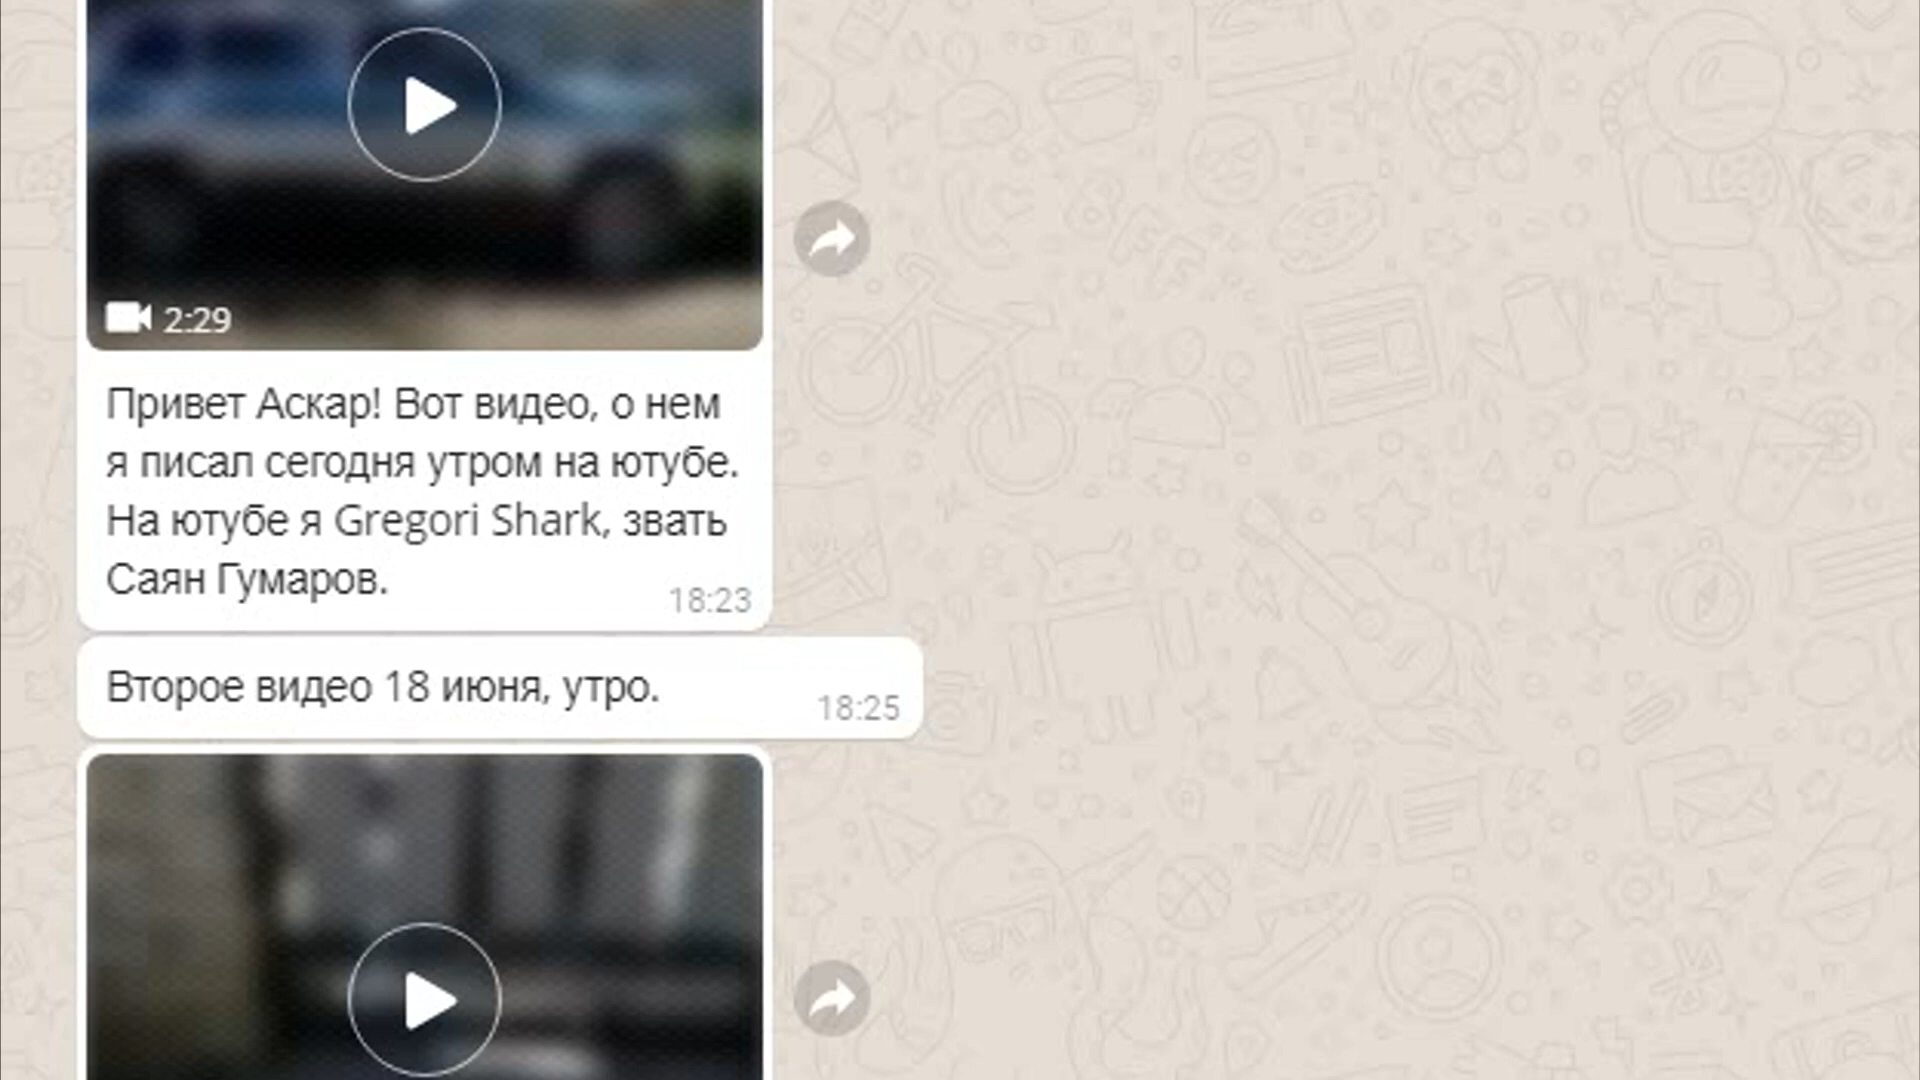 2:29
Привет Аскар! Вот видео, о нем
я писал сегодня утром на ютубе.
На ютубе я Gregori Shark, звать
Саян Гумаров.
18:23
Второе видео 18 июня, утро.
18:25